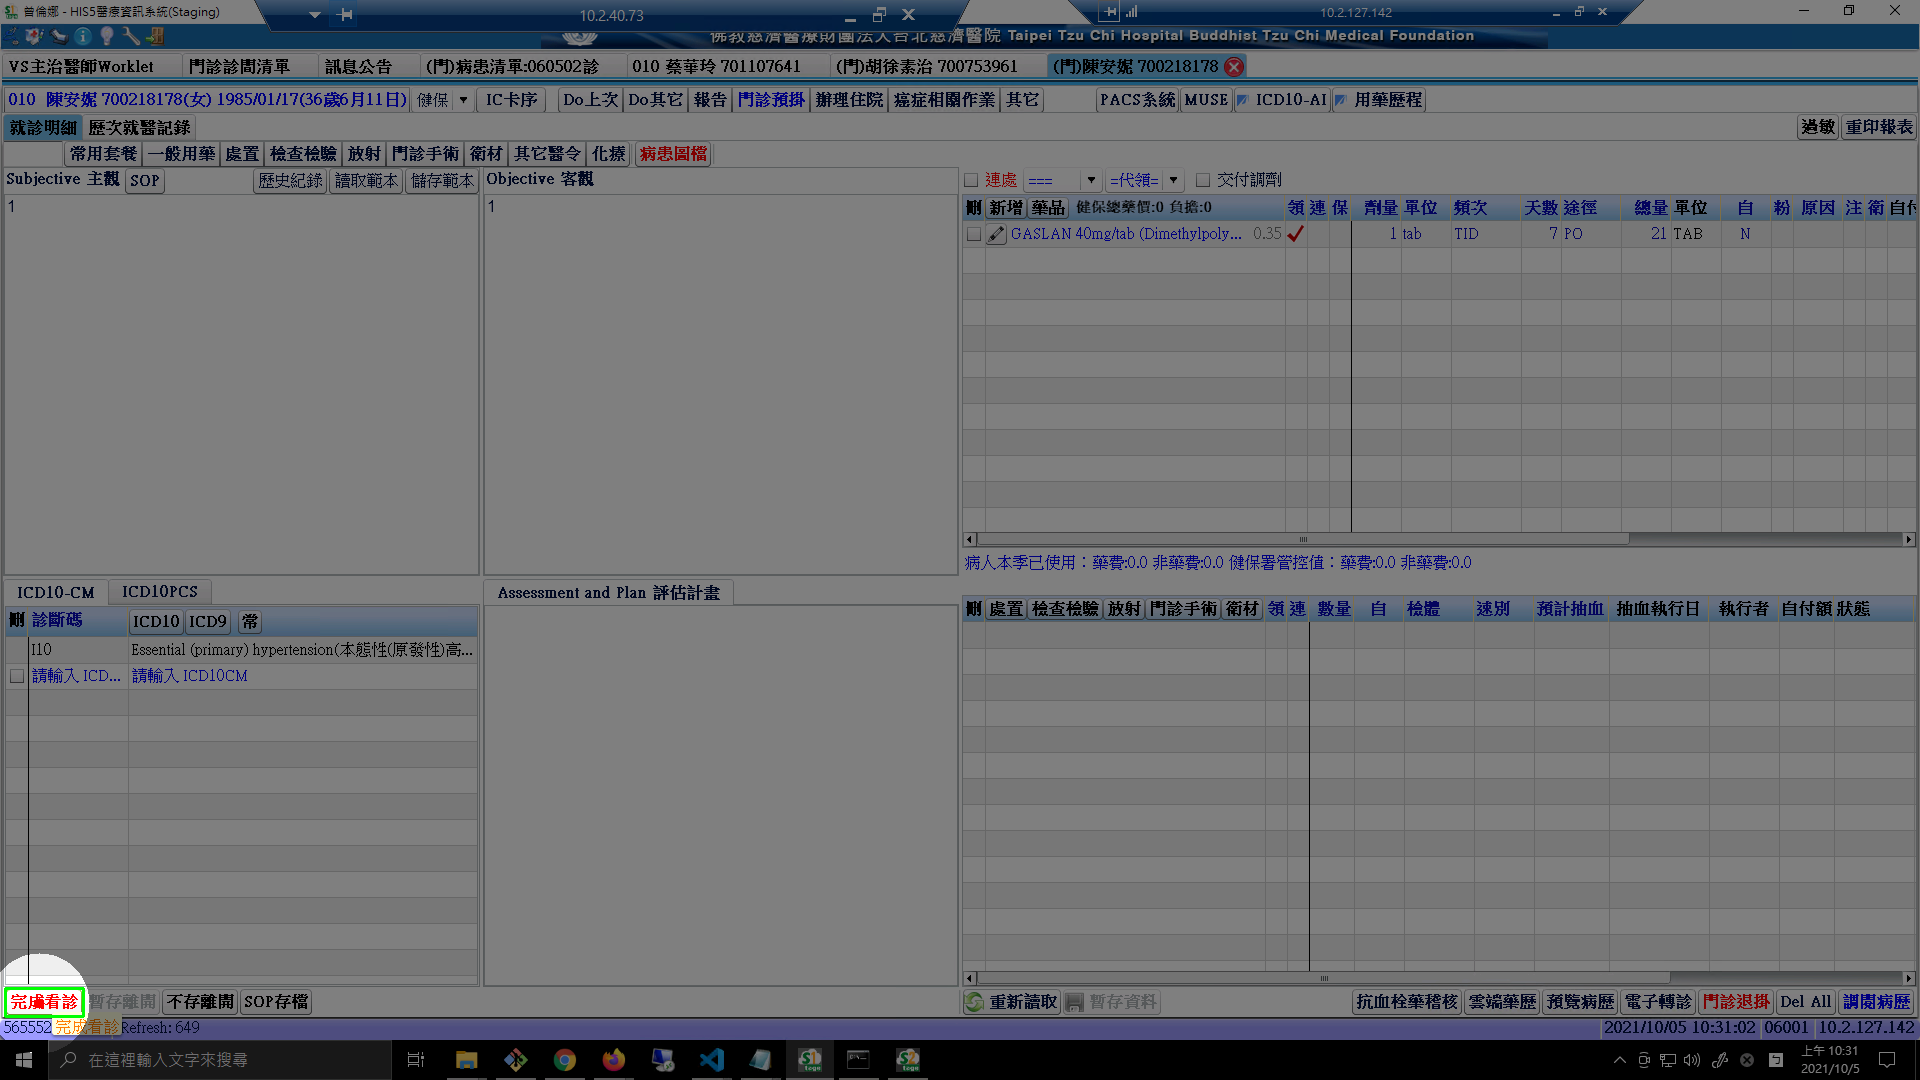 曾倫娜 - HIS5醫療資訊系統(Staging)
10.2.40.73
10.2.127.142
佛教慈濟醫療財團法人台北慈濟醫院 Taipei Tzu Chi Hospital Buddhist Tzu Chi Medical Foundation
VS主治醫師Worklet 門診診間清單 訊息公告 (門)病患清單:060502診 010 蔡華玲 701107641 (門)胡徐素治 700753961 (門)陳安妮 700218178
010 陳安妮 700218178(女) 1985/01/17(36歲6月11日) 健保 IC卡序 Do上次 Do其它 報告 門診預掛 辦理住院 癌症相關作業 其它 PACS系統 MUSE ICD10-AI 用藥歷程
就診明細 歷次就醫記錄 過敏 重印報表
常用套餐 一般用藥 處置 檢查檢驗 放射 門診手術 衛材 其它醫令 化療 病患圖檔
Subjective 主觀 SOP 歷史紀錄 讀取範本 儲存範本 Objective 客觀 連處 === =代領= 交付調劑
1 1
刪 新增 藥品 健保總藥價:0 負擔:0 領 連 保 劑量 單位 頻次 天數 途徑 總量 單位 自 粉 原因 注 衛 自付
GASLAN 40mg/tab (Dimethylpoly... 0.35 1 tab TID 7 PO 21 TAB N
病人本季已使用：藥費:0.0 非藥費:0.0 健保署管控值：藥費:0.0 非藥費:0.0
ICD10-CM ICD10PCS Assessment and Plan 評估計畫
刪 診斷碼 ICD10 ICD9 常
刪 處置 檢查檢驗 放射 門診手術 衛材 領 連 數量 自 檢體 速別 預計抽血 抽血執行日 執行者 自付額 狀態
I10 Essential (primary) hypertension(本態性(原發性)高...
請輸入 ICD... 請輸入 ICD10CM
完成看診 暫存離開 不存離開 SOP存檔 重新讀取 暫存資料 抗血栓藥稽核 雲端藥歷 預覽病歷 電子轉診 門診退掛 Del All 調閱病歷
565552 完成看診 Refresh: 649 2021/10/05 10:31:02 06001 10.2.127.142
在這裡輸入文字來搜尋
上午 10:31
2021/10/5